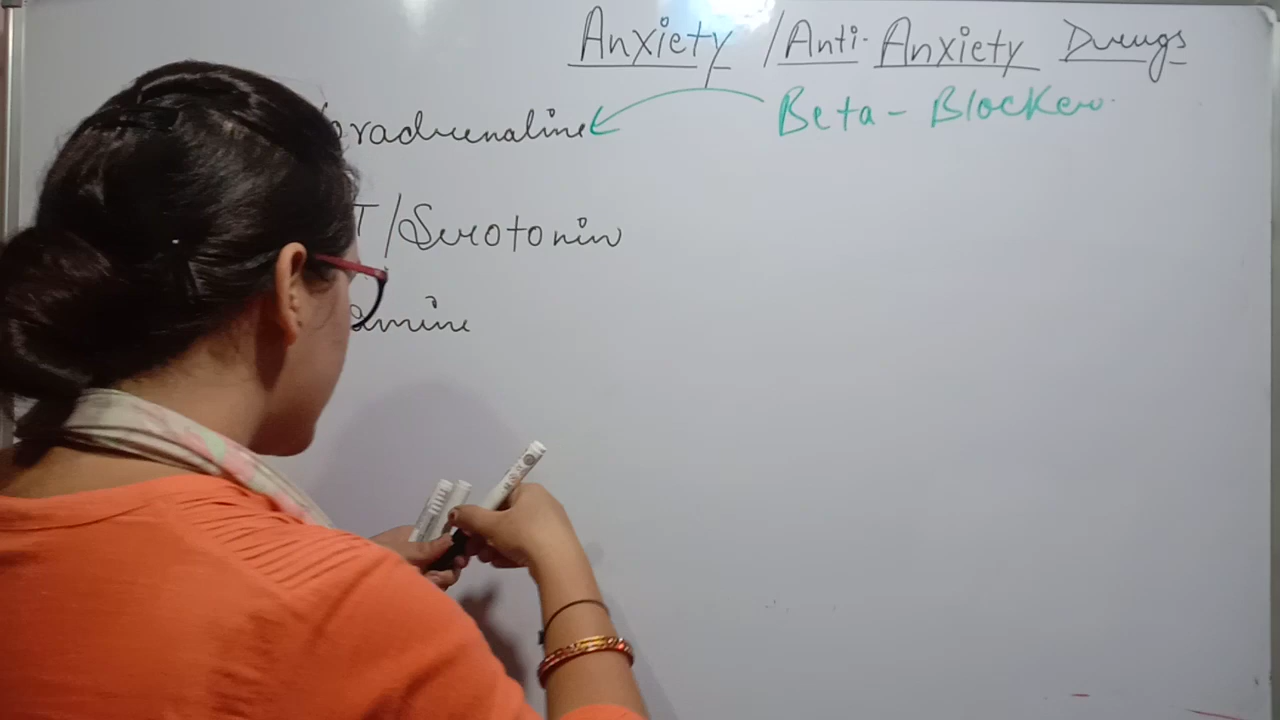 Anxiety / Anti-Anxiety Drugs
Beta-Blocker
oradrenaline
T/Serotonin
amine